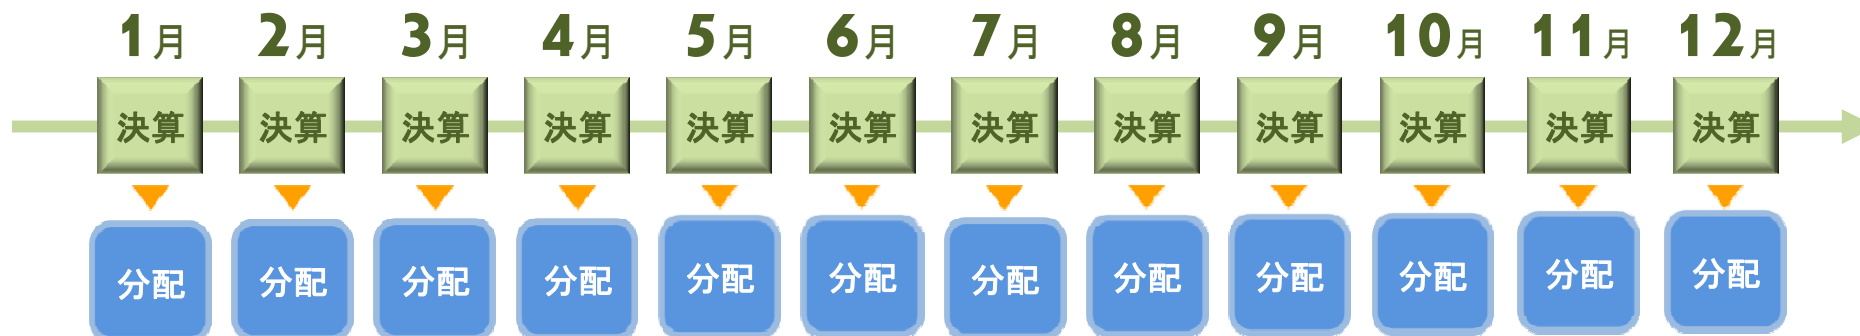 1月 2月 3月 4月 5月 6月 7月 8月 9月 10月 11月 12月
決算 決算 決算 決算 決算 決算 決算 決算 決算 決算 決算 決算
分配 分配 分配 分配 分配 分配 分配 分配 分配 分配 分配 分配